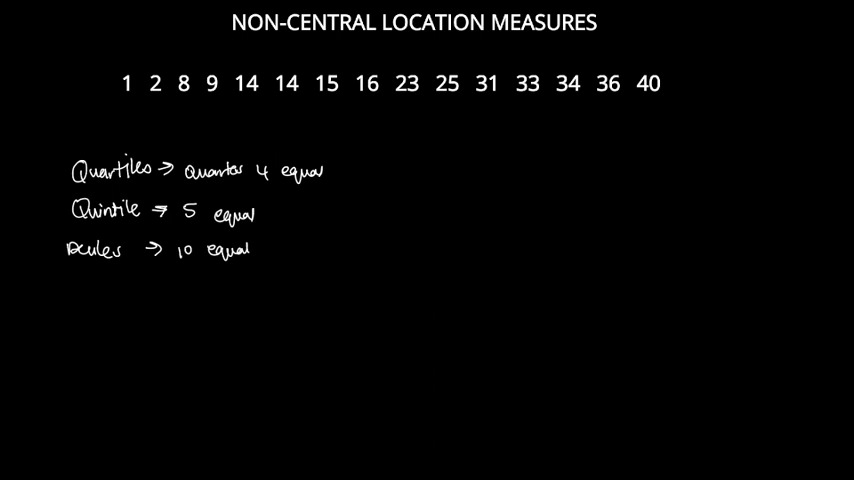 NON-CENTRAL LOCATION MEASURES
1 2 8 9 14 14 15 16 23 25 31 33 34 36 40
Quartiles → Quarter 4 equal
Quintile → 5 equal
Deciles → 10 equal